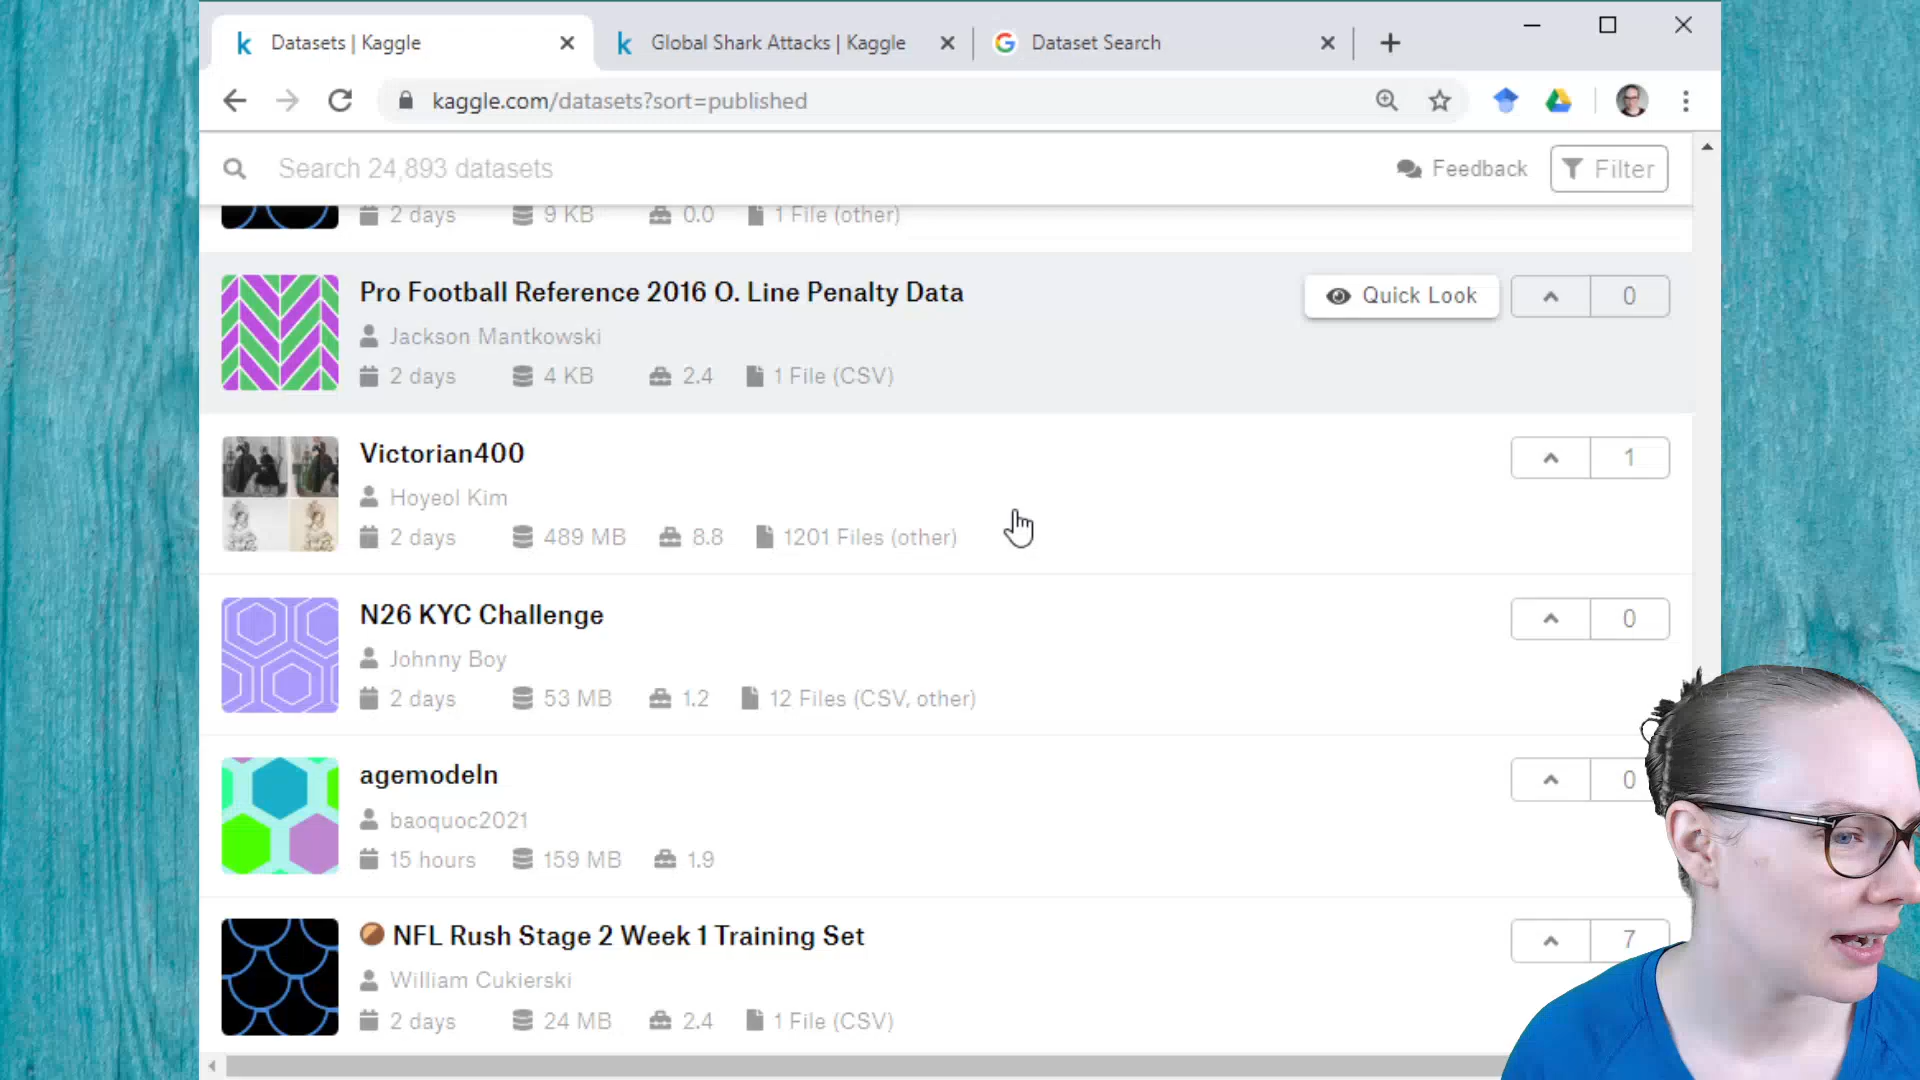 Datasets | Kaggle
Global Shark Attacks | Kaggle
Dataset Search
kaggle.com/datasets?sort=published
Search 24,893 datasets
Feedback
Filter
2 days 9 KB 0.0 1 File (other)
Pro Football Reference 2016 O. Line Penalty Data
Quick Look
0
Jackson Mantkowski
2 days 4 KB 2.4 1 File (CSV)
Victorian400
1
Hoyeol Kim
2 days 489 MB 8.8 1201 Files (other)
N26 KYC Challenge
0
Johnny Boy
2 days 53 MB 1.2 12 Files (CSV, other)
agemodeln
0
baoquoc2021
15 hours 159 MB 1.9
NFL Rush Stage 2 Week 1 Training Set
7
William Cukierski
2 days 24 MB 2.4 1 File (CSV)